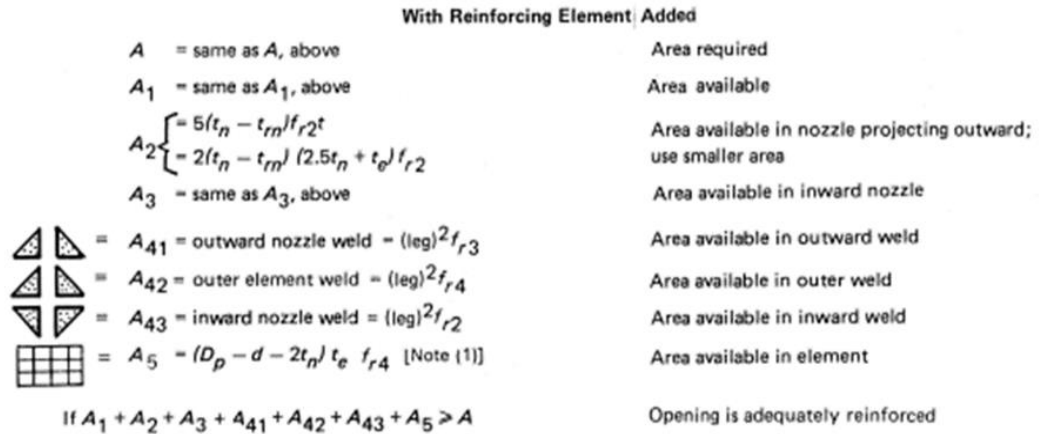 With Reinforcing Element Added
A = same as A, above Area required
A1 = same as A1, above Area available
A2 = 5(tn − trn)fr2t Area available in nozzle projecting outward;
= 2(tn − trn) (2.5tn + te) fr2 use smaller area
A3 = same as A3, above Area available in inward nozzle
= A41 = outward nozzle weld = (leg)²fr3 Area available in outward weld
= A42 = outer element weld = (leg)²fr4 Area available in outer weld
= A43 = inward nozzle weld = (leg)²fr2 Area available in inward weld
= A5 = (Dp − d − 2tn) te fr4 [Note (1)] Area available in element
If A1 + A2 + A3 + A41 + A42 + A43 + A5 ⩾ A Opening is adequately reinforced